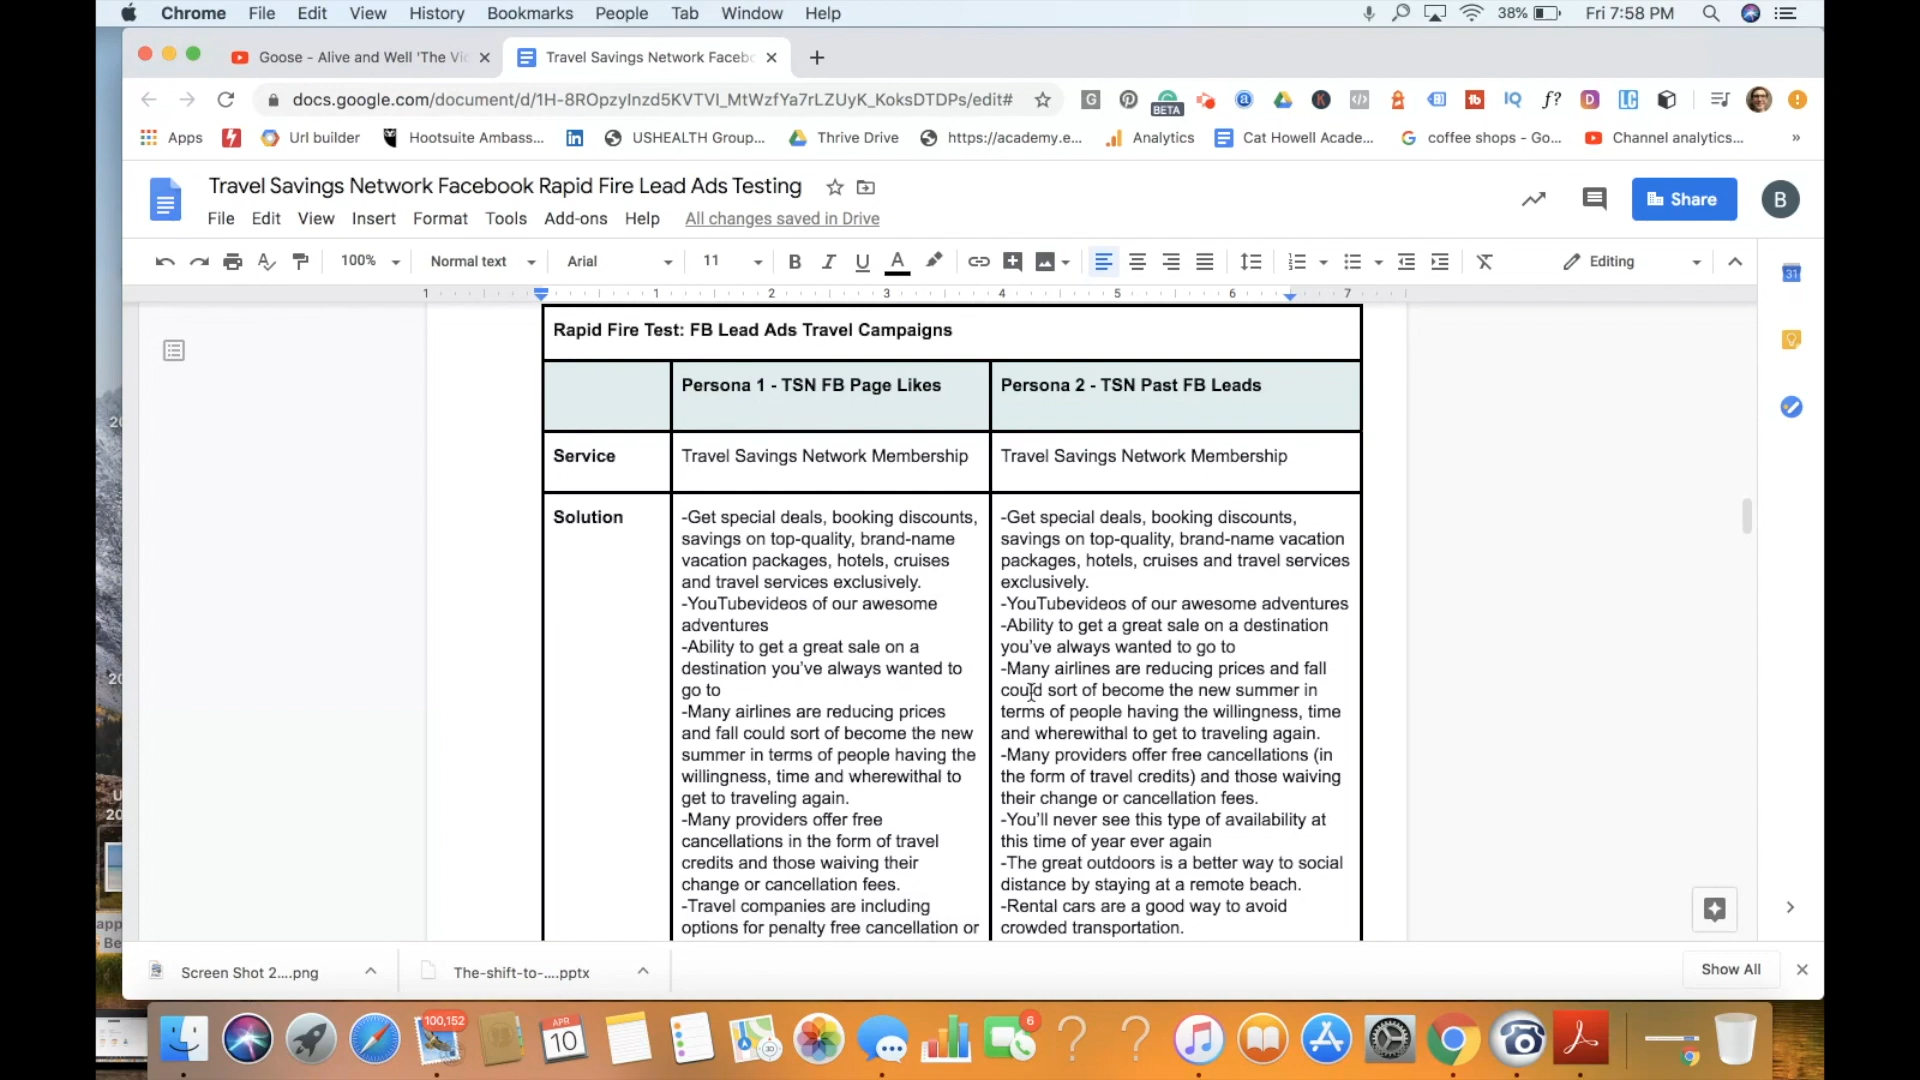 Chrome File Edit View History Bookmarks People Tab Window Help 38% Fri 7:58 PM
Goose - Alive and Well 'The Vic Travel Savings Network Facebo
docs.google.com/document/d/1H-8ROpzyInzd5KVTVI_MtWzfYa7rLZUyK_KoksDTDPs/edit#
BETA
Apps Url builder Hootsuite Ambass... USHEALTH Group... Thrive Drive https://academy.e... Analytics Cat Howell Acade... coffee shops - Go... Channel analytics... »
Travel Savings Network Facebook Rapid Fire Lead Ads Testing
Share B
File Edit View Insert Format Tools Add-ons Help All changes saved in Drive
100% Normal text Arial 11 B I U A Editing
1 1 2 3 4 5 6 7
31
Rapid Fire Test: FB Lead Ads Travel Campaigns
Persona 1 - TSN FB Page Likes
Persona 2 - TSN Past FB Leads
Service
Travel Savings Network Membership
Travel Savings Network Membership
Solution
-Get special deals, booking discounts,
savings on top-quality, brand-name
vacation packages, hotels, cruises
and travel services exclusively.
-YouTubevideos of our awesome
adventures
-Ability to get a great sale on a
destination you've always wanted to
go to
-Many airlines are reducing prices
and fall could sort of become the new
summer in terms of people having the
willingness, time and wherewithal to
get to traveling again.
-Many providers offer free
cancellations in the form of travel
credits and those waiving their
change or cancellation fees.
-Travel companies are including
options for penalty free cancellation or
-Get special deals, booking discounts,
savings on top-quality, brand-name vacation
packages, hotels, cruises and travel services
exclusively.
-YouTubevideos of our awesome adventures
-Ability to get a great sale on a destination
you've always wanted to go to
-Many airlines are reducing prices and fall
could sort of become the new summer in
terms of people having the willingness, time
and wherewithal to get to traveling again.
-Many providers offer free cancellations (in
the form of travel credits) and those waiving
their change or cancellation fees.
-You'll never see this type of availability at
this time of year ever again
-The great outdoors is a better way to social
distance by staying at a remote beach.
-Rental cars are a good way to avoid
crowded transportation.
Screen Shot 2....png The-shift-to-....pptx Show All
100,152 APR 10 6